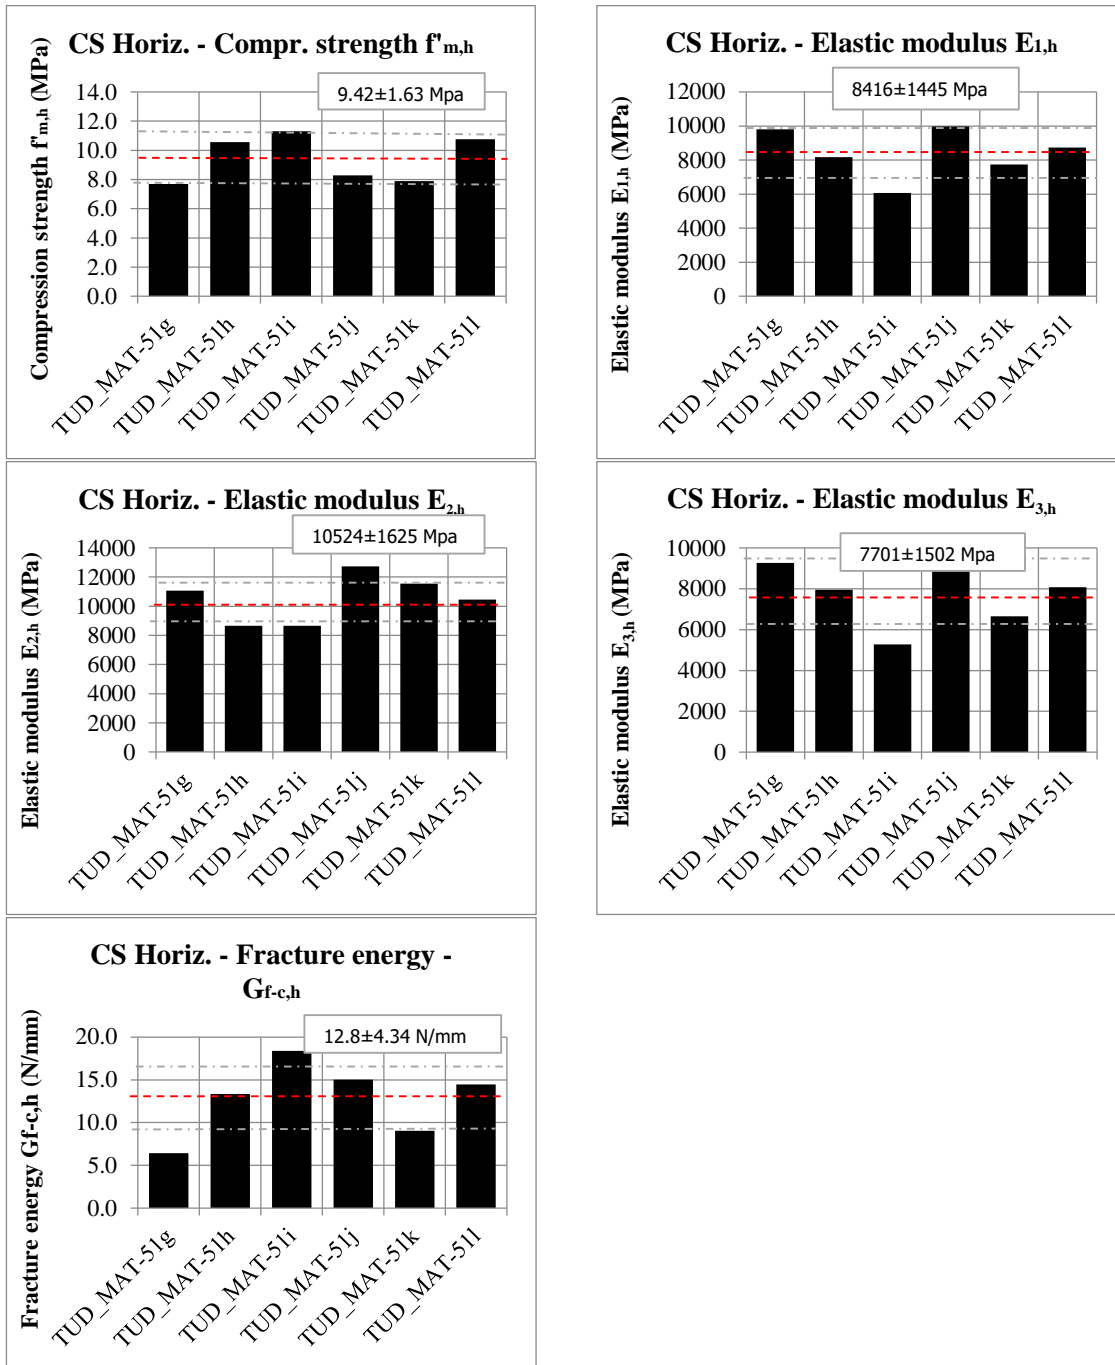 CS Horiz. - Compr. strength f'm,h
9.42±1.63 Mpa
Compression strength f'm,h (MPa)
14.0
12.0
10.0
8.0
6.0
4.0
2.0
0.0
TUD_MAT-51g
TUD_MAT-51h
TUD_MAT-51i
TUD_MAT-51j
TUD_MAT-51k
TUD_MAT-51l
CS Horiz. - Elastic modulus E1,h
8416±1445 MPa
Elastic modulus E1,h (MPa)
12000
10000
8000
6000
4000
2000
0
TUD_MAT-51g
TUD_MAT-51h
TUD_MAT-51i
TUD_MAT-51j
TUD_MAT-51k
TUD_MAT-51l
CS Horiz. - Elastic modulus E2,h
10524±1625 Mpa
Elastic modulus E2,h (MPa)
14000
12000
10000
8000
6000
4000
2000
0
TUD_MAT-51g
TUD_MAT-51h
TUD_MAT-51i
TUD_MAT-51j
TUD_MAT-51k
TUD_MAT-51l
CS Horiz. - Elastic modulus E3,h
7701±1502 Mpa
Elastic modulus E3,h (MPa)
10000
8000
6000
4000
2000
0
TUD_MAT-51g
TUD_MAT-51h
TUD_MAT-51i
TUD_MAT-51j
TUD_MAT-51k
TUD_MAT-51l
CS Horiz. - Fracture energy -
Gf-c,h
12.8±4.34 N/mm
Fracture energy Gf-c,h (N/mm)
20.0
15.0
10.0
5.0
0.0
TUD_MAT-51g
TUD_MAT-51h
TUD_MAT-51i
TUD_MAT-51j
TUD_MAT-51k
TUD_MAT-51l